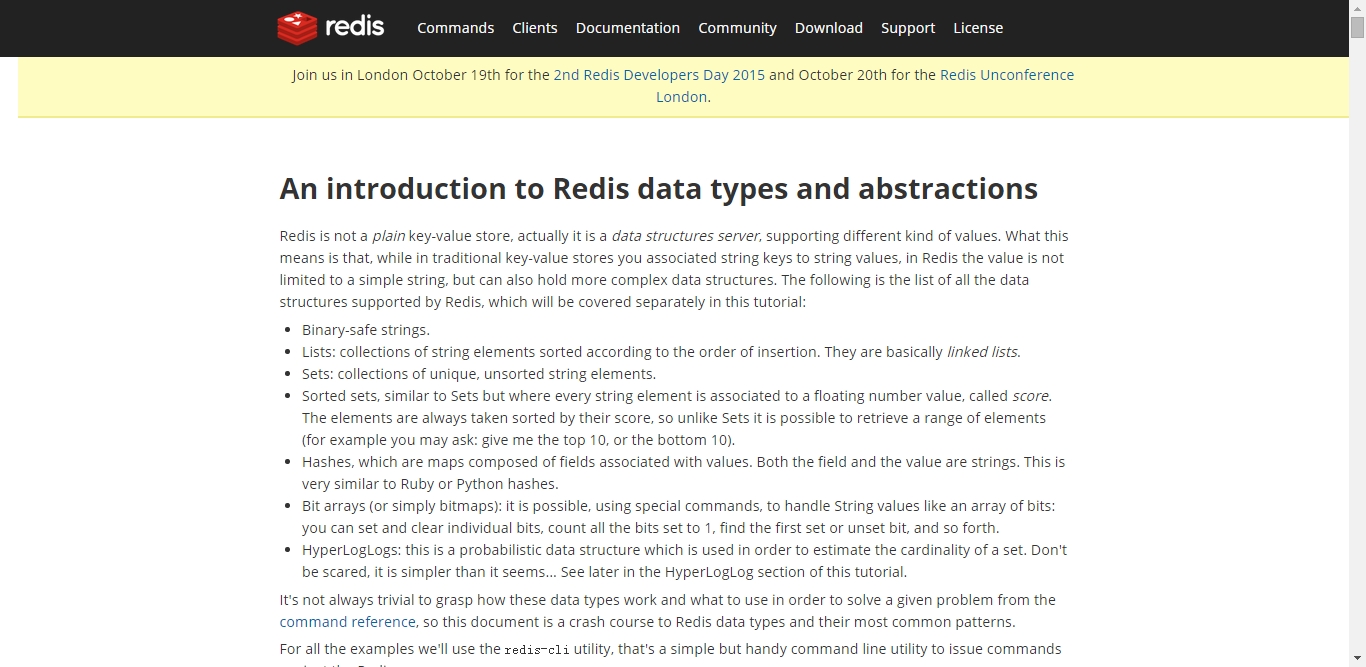 redis Commands Clients Documentation Community Download Support License
Join us in London October 19th for the 2nd Redis Developers Day 2015 and October 20th for the Redis Unconference
London.
An introduction to Redis data types and abstractions
Redis is not a plain key-value store, actually it is a data structures server, supporting different kind of values. What this
means is that, while in traditional key-value stores you associated string keys to string values, in Redis the value is not
limited to a simple string, but can also hold more complex data structures. The following is the list of all the data
structures supported by Redis, which will be covered separately in this tutorial:
• Binary-safe strings.
• Lists: collections of string elements sorted according to the order of insertion. They are basically linked lists.
• Sets: collections of unique, unsorted string elements.
• Sorted sets, similar to Sets but where every string element is associated to a floating number value, called score.
The elements are always taken sorted by their score, so unlike Sets it is possible to retrieve a range of elements
(for example you may ask: give me the top 10, or the bottom 10).
• Hashes, which are maps composed of fields associated with values. Both the field and the value are strings. This is
very similar to Ruby or Python hashes.
• Bit arrays (or simply bitmaps): it is possible, using special commands, to handle String values like an array of bits:
you can set and clear individual bits, count all the bits set to 1, find the first set or unset bit, and so forth.
• HyperLogLogs: this is a probabilistic data structure which is used in order to estimate the cardinality of a set. Don't
be scared, it is simpler than it seems... See later in the HyperLogLog section of this tutorial.
It's not always trivial to grasp how these data types work and what to use in order to solve a given problem from the
command reference, so this document is a crash course to Redis data types and their most common patterns.
For all the examples we'll use the redis-cli utility, that's a simple but handy command line utility to issue commands